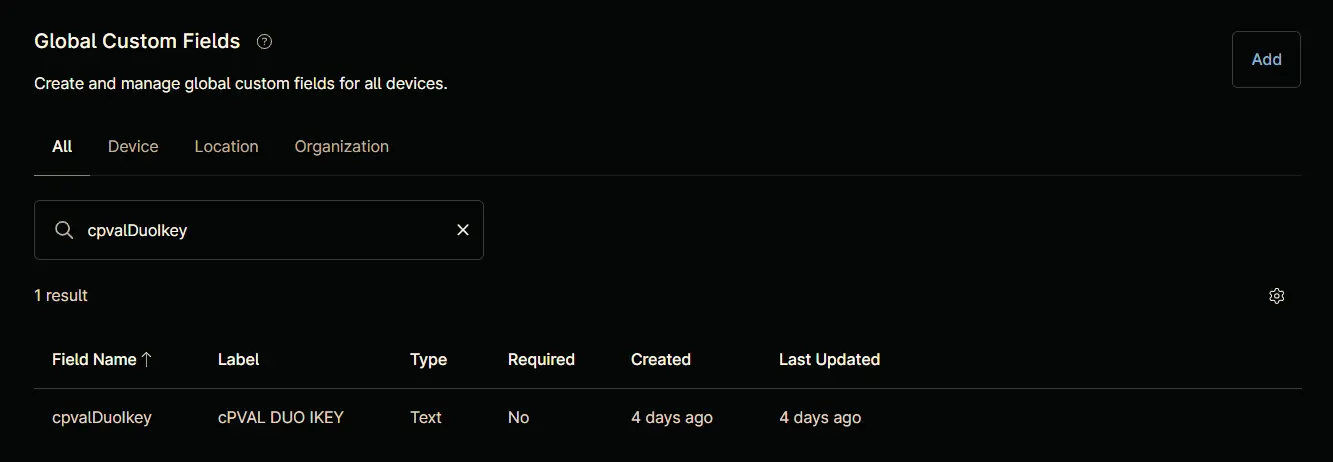 Global Custom Fields
Add
Create and manage global custom fields for all devices.
All Device Location Organization
cpvalDuoIkey
1 result
Field Name Label Type Required Created Last Updated
cpvalDuoIkey cPVAL DUO IKEY Text No 4 days ago 4 days ago